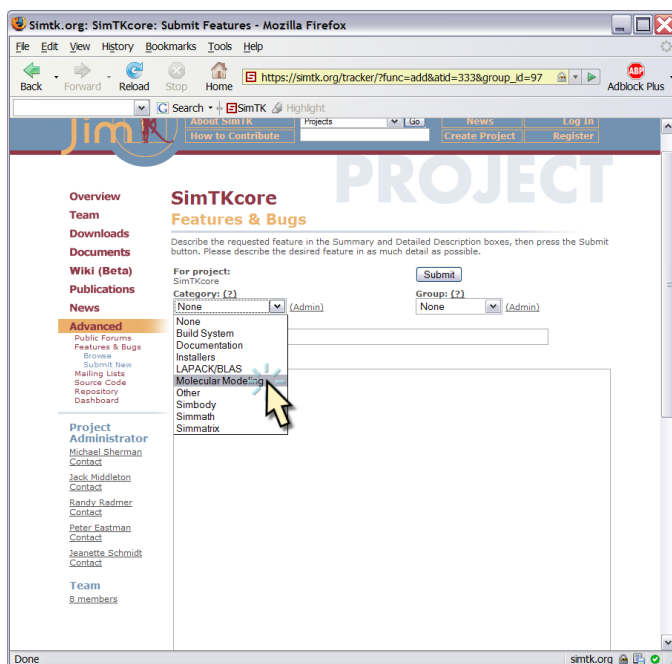 Simtk.org: SimTKcore: Submit Features - Mozilla Firefox
File Edit View History Bookmarks Tools Help
Back Forward Reload Stop Home
https://simtk.org/tracker/?func=add&atid=333&group_id=97
ABP
Adblock Plus
G Search SimTK Highlight
About SimTK Projects Go News Log In
How to Contribute Create Project Register
PROJECT
SimTKcore
Features & Bugs
Describe the requested feature in the Summary and Detailed Description boxes, then press the Submit
button. Please describe the desired feature in as much detail as possible.
For project:
SimTKcore
Submit
Category: (?)
None (Admin)
Group: (?)
None (Admin)
None
Build System
Documentation
Installers
LAPACK/BLAS
Molecular Modeling
Other
Simbody
Simmath
Simmatrix
Overview
Team
Downloads
Documents
Wiki (Beta)
Publications
News
Advanced
Public Forums
Features & Bugs
Browse
Submit New
Mailing Lists
Source Code
Repository
Dashboard
Project
Administrator
Michael Sherman
Contact
Jack Middleton
Contact
Randy Radmer
Contact
Peter Eastman
Contact
Jeanette Schmidt
Contact
Team
8 members
Done
simtk.org